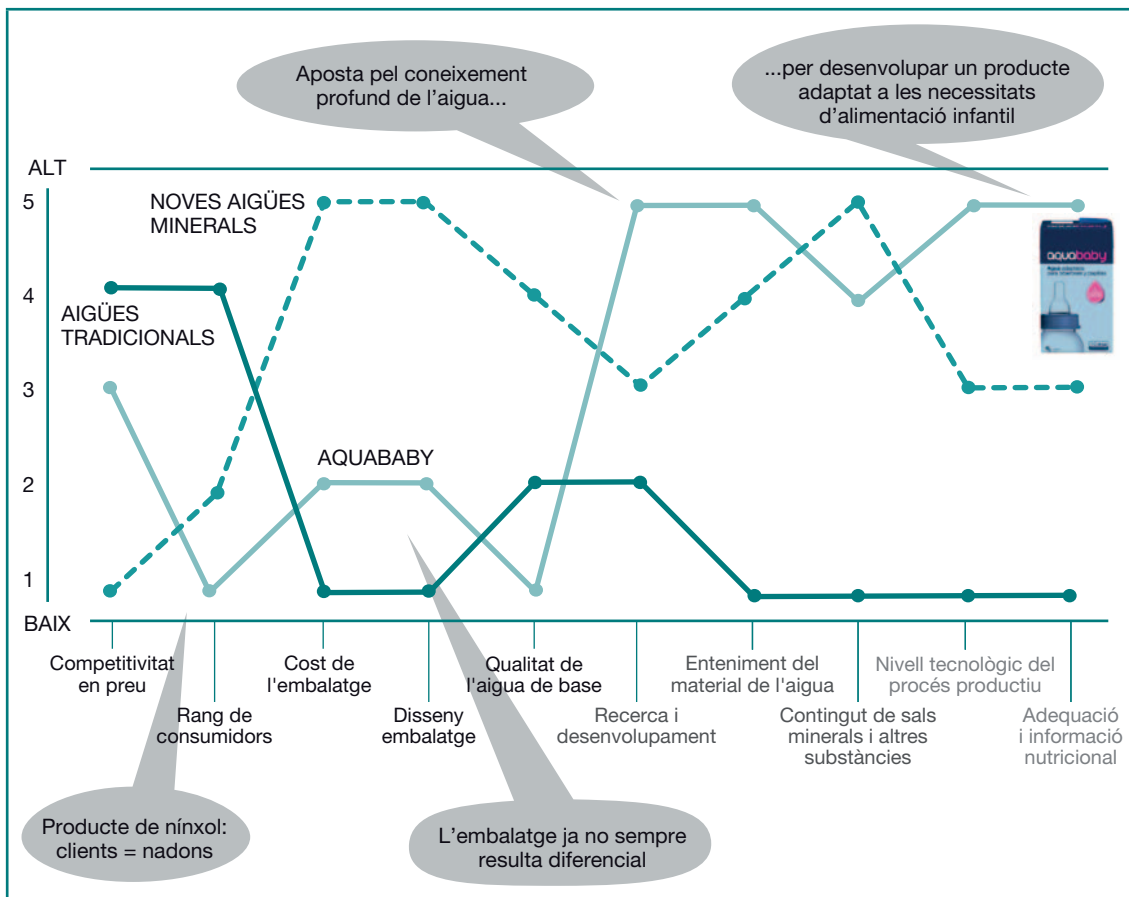 Aposta pel coneixement
profund de l'aigua...
...per desenvolupar un producte
adaptat a les necessitats
d'alimentació infantil
ALT
5
4
3
2
1
BAIX
NOVES AIGÜES
MINERALS
AIGÜES
TRADICIONALS
AQUABABY
aquababy
Competitivitat
en preu
Rang de
consumidors
Cost de
l'embalatge
Disseny
embalatge
Qualitat de
l'aigua de base
Recerca i
desenvolupament
Enteniment del
material de l'aigua
Contingut de sals
minerals i altres
substàncies
Nivell tecnològic del
procés productiu
Adequació
i informació
nutricional
Producte de nínxol:
clients = nadons
L'embalatge ja no sempre
resulta diferencial